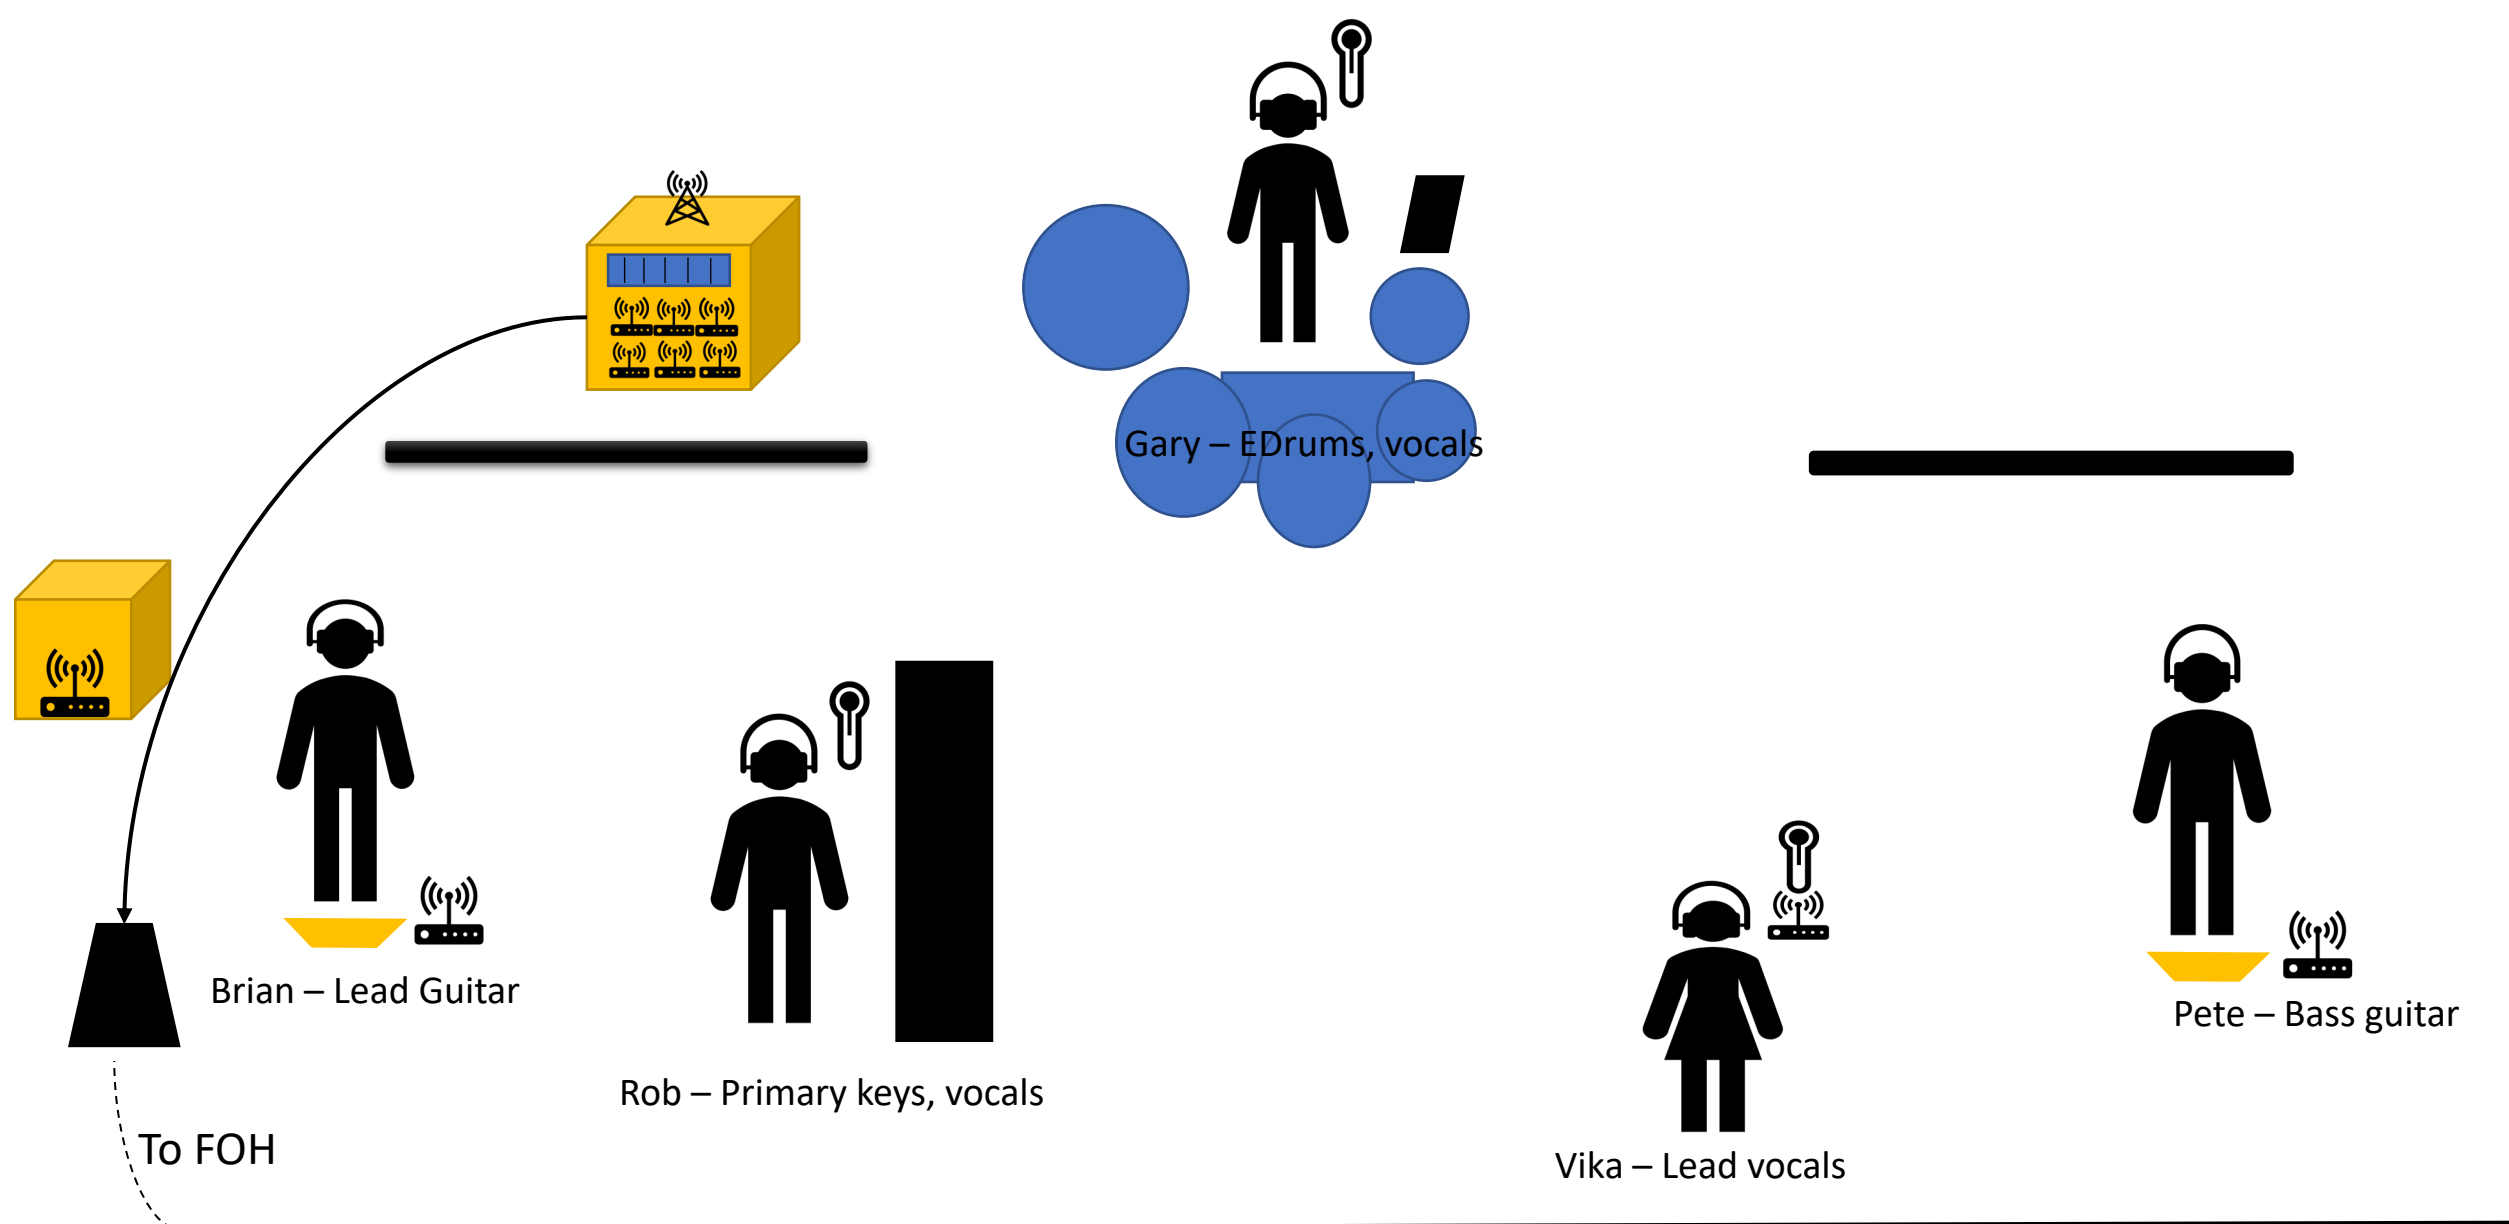 Gary – EDrums, vocals
Brian – Lead Guitar
Pete – Bass guitar
Rob – Primary keys, vocals
To FOH
Vika – Lead vocals